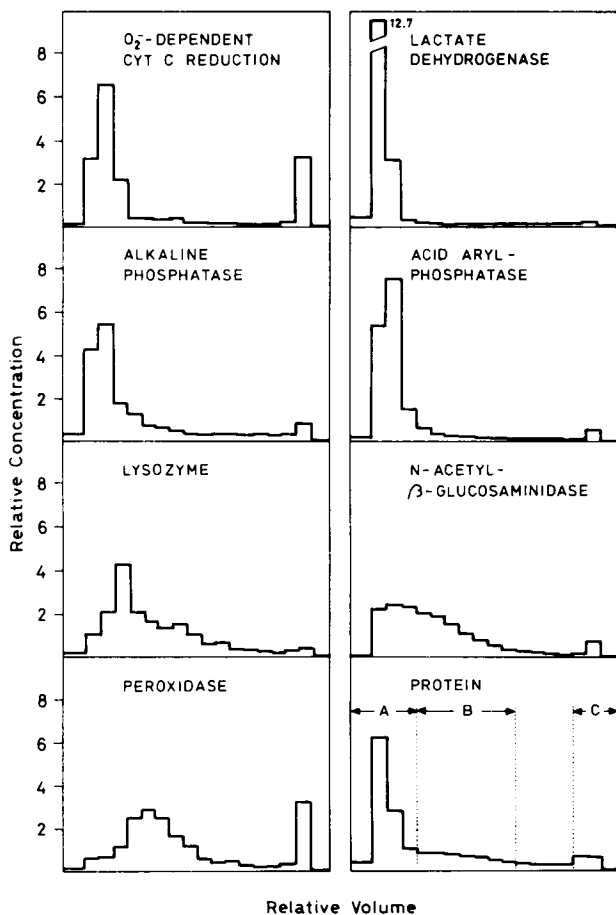 O₂⁻-DEPENDENT
CYT C REDUCTION
8
6
4
2
12.7
LACTATE
DEHYDROGENASE
ALKALINE
PHOSPHATASE
8
6
4
2
ACID ARYL-
PHOSPHATASE
Relative Concentration
LYSOZYME
8
6
4
2
N-ACETYL-
β-GLUCOSAMINIDASE
PEROXIDASE
8
6
4
2
PROTEIN
A B C
Relative Volume